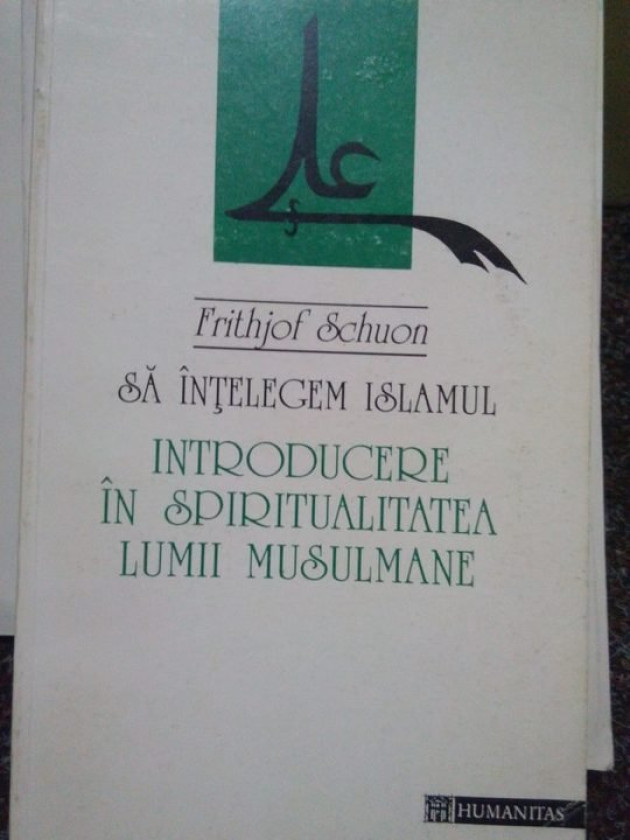 Frithjof Schuon
SĂ ÎNŢELEGEM ISLAMUL
INTRODUCERE
ÎN SPIRITUALITATEA
LUMII MUSULMANE
HUMANITAS